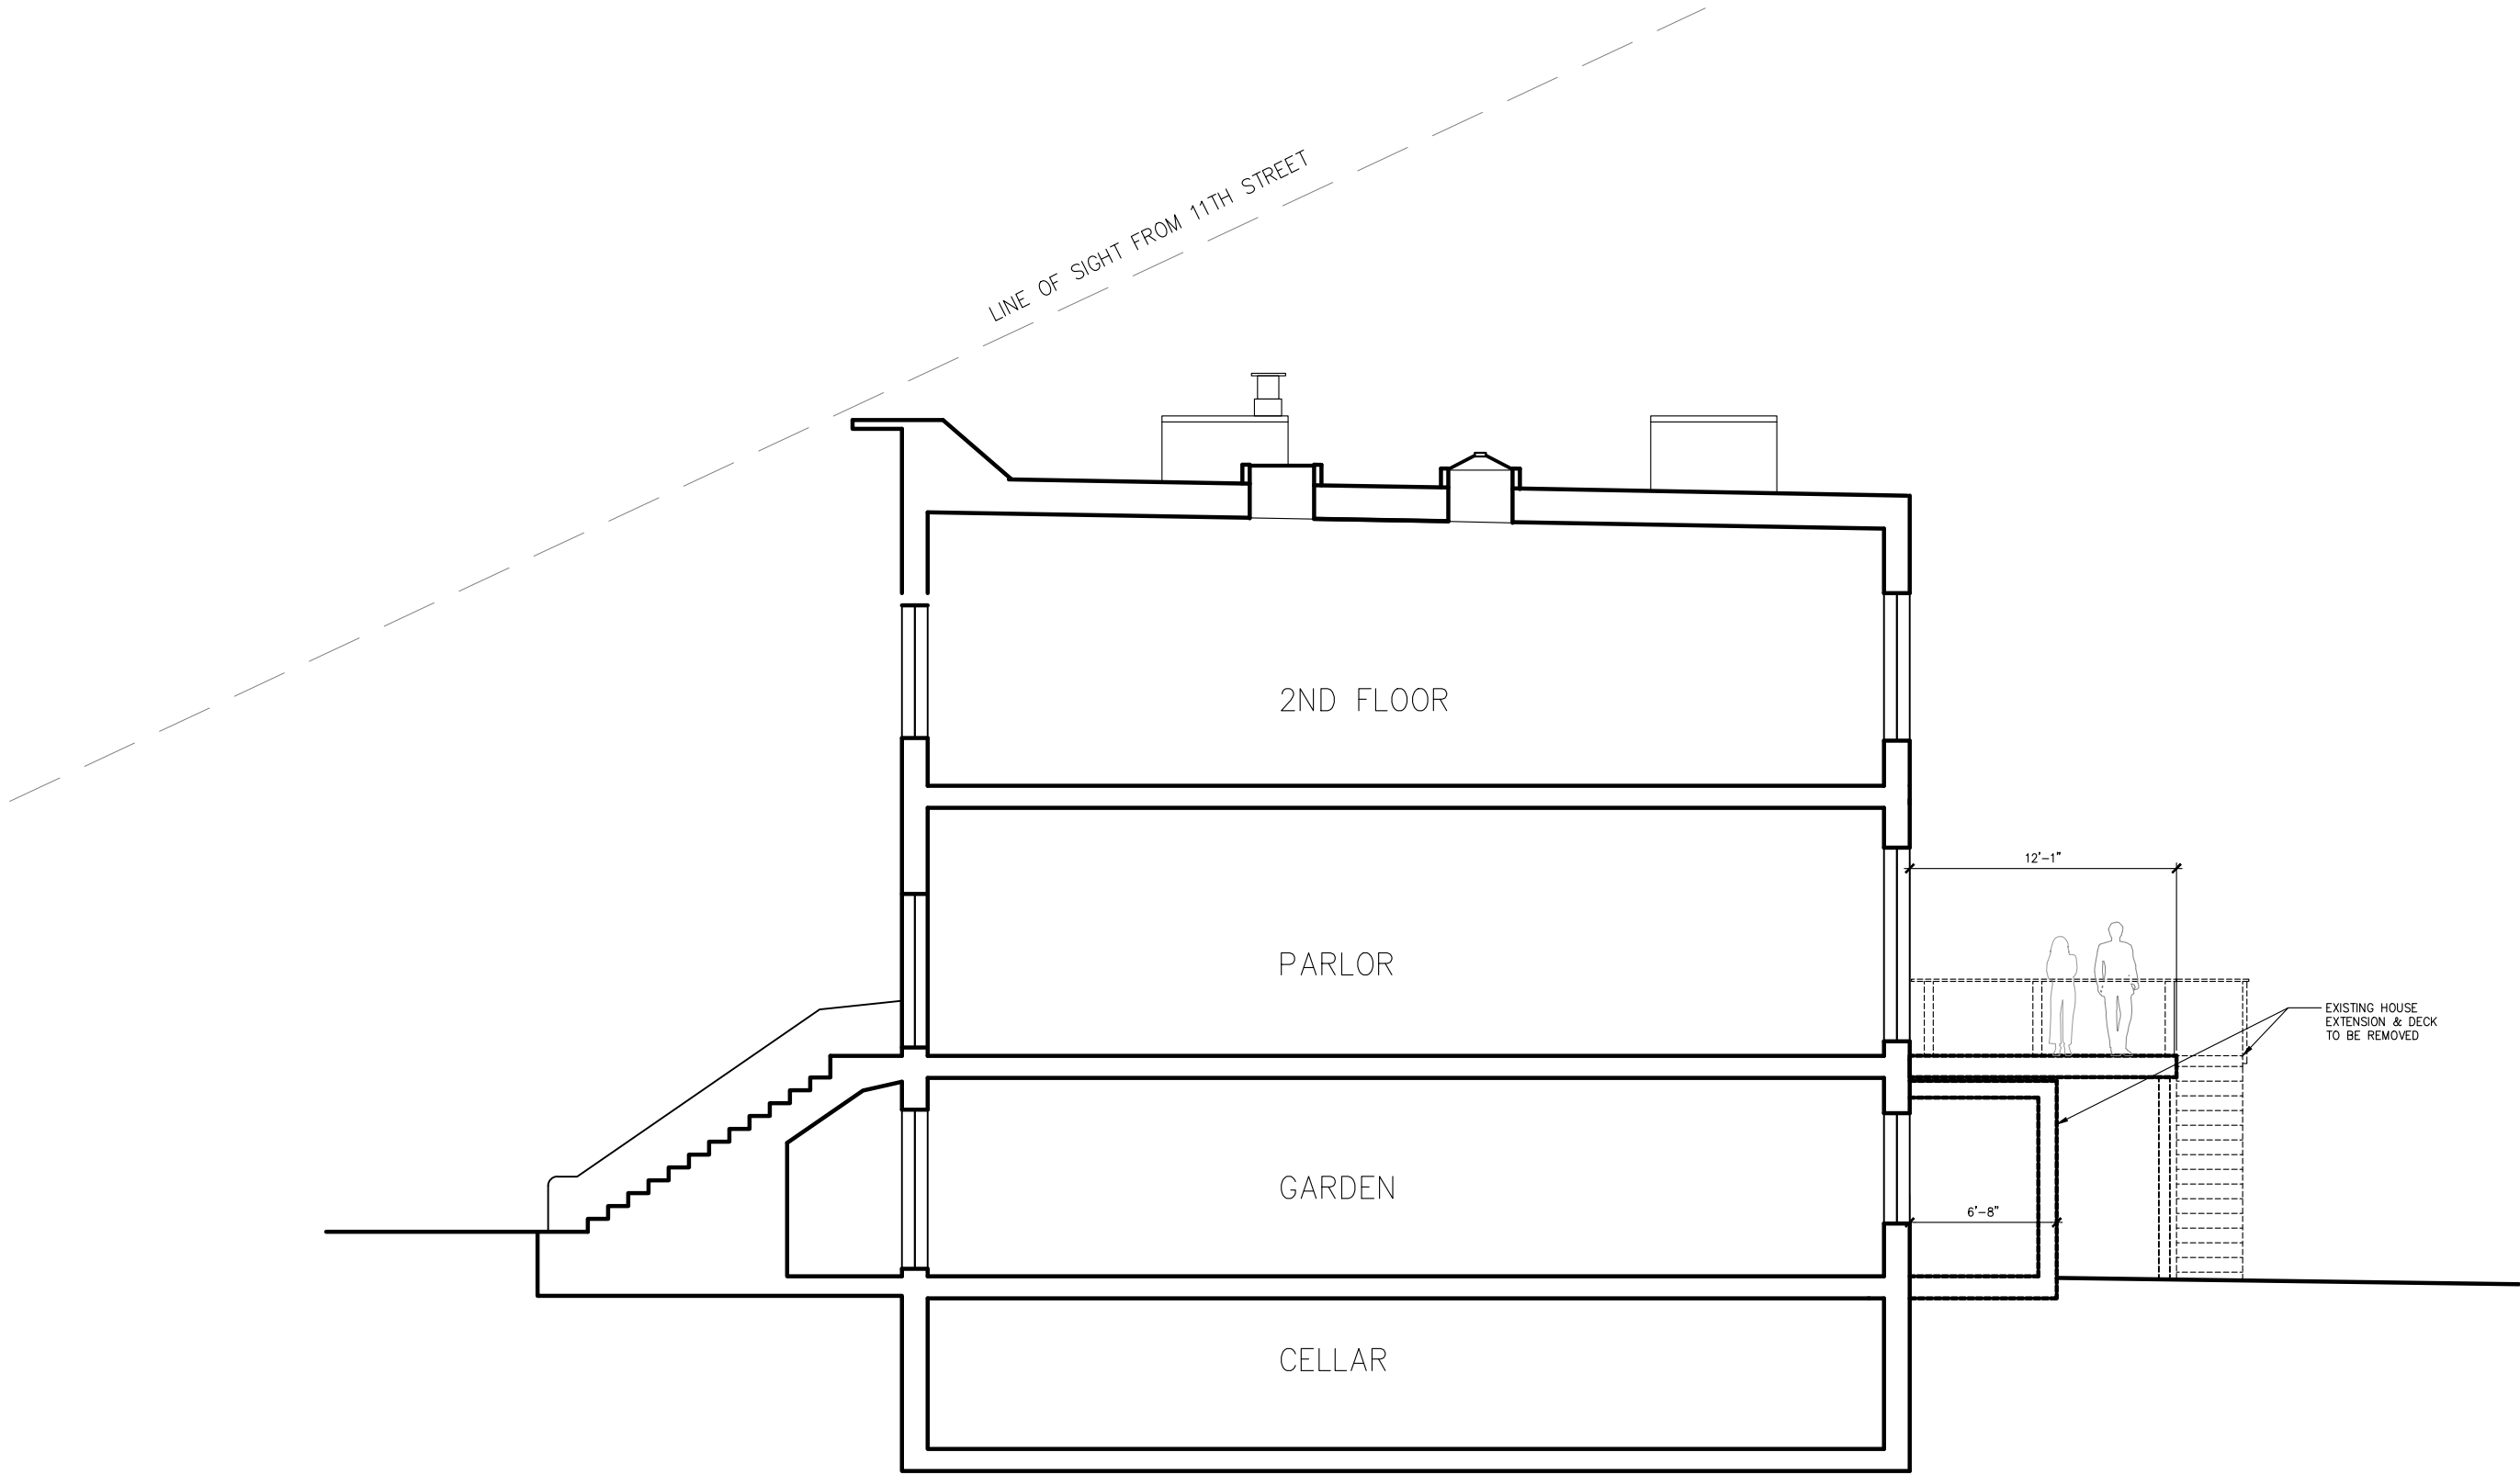 LINE OF SIGHT FROM 11TH STREET
2ND FLOOR
12'-1"
PARLOR
EXISTING HOUSE
EXTENSION & DECK
TO BE REMOVED
GARDEN
6'-8"
CELLAR